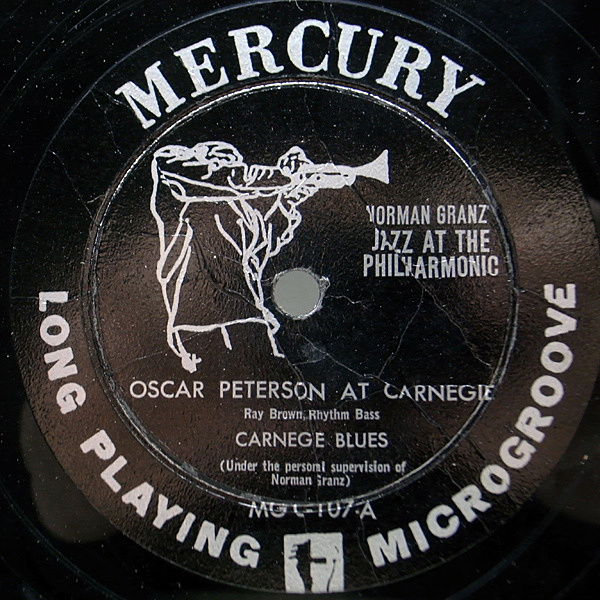 MERCURY
NORMAN GRANZ
JAZZ AT THE
PHILHARMONIC
OSCAR PETERSON AT CARNEGIE
Ray Brown, Rhythm Bass
CARNEGE BLUES
(Under the personal supervision of
Norman Granz)
LONG PLAYING MICROGROOVE